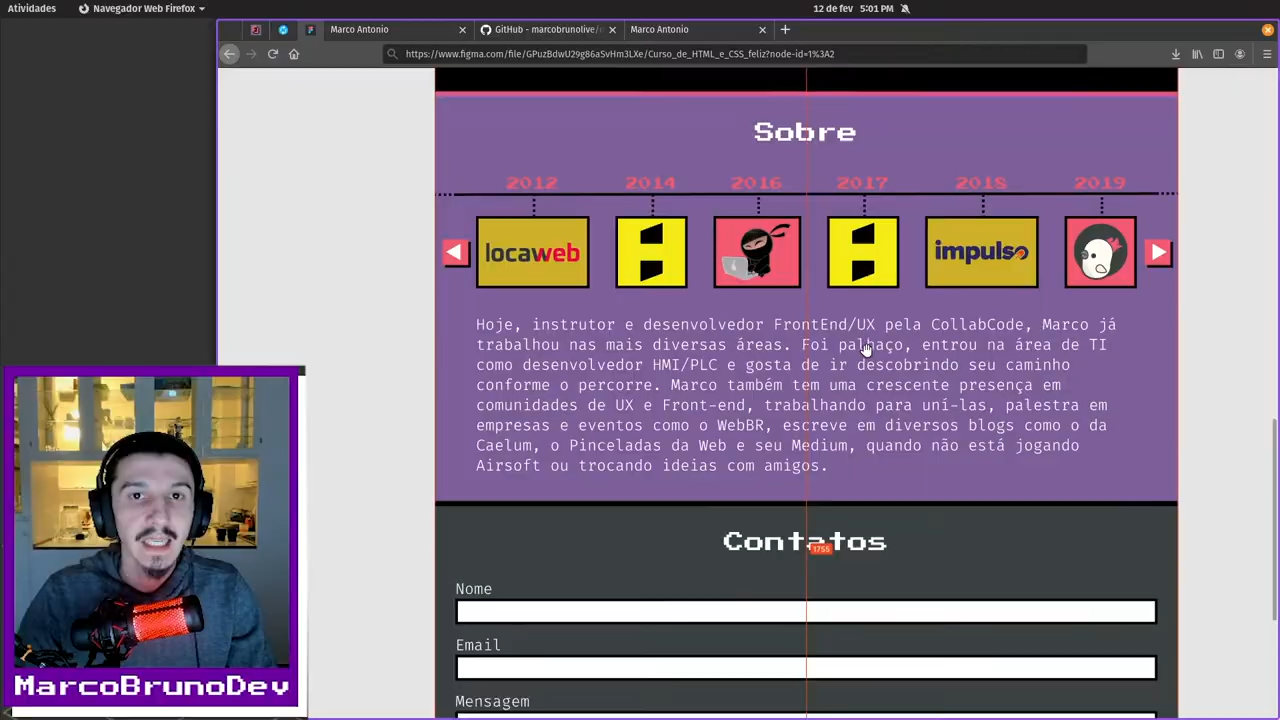 Atividades
Navegador Web Firefox
12 de fev 5:01 PM
Marco Antonio
GitHub - marcobrunolive/
Marco Antonio
https://www.figma.com/file/GPuzBdwU29g86aSvHm3LXe/Curso_de_HTML_e_CSS_feliz?node-id=1%3A2
Sobre
2012 2014 2016 2017 2018 2019
locaweb
impulso
Hoje, instrutor e desenvolvedor FrontEnd/UX pela CollabCode, Marco já
trabalhou nas mais diversas áreas. Foi palhaço, entrou na área de TI
como desenvolvedor HMI/PLC e gosta de ir descobrindo seu caminho
conforme o percorre. Marco também tem uma crescente presença em
comunidades de UX e Front-end, trabalhando para uní-las, palestra em
empresas e eventos como o WebBR, escreve em diversos blogs como o da
Caelum, o Pinceladas da Web e seu Medium, quando não está jogando
Airsoft ou trocando ideias com amigos.
Contatos
1755
Nome
Email
Mensagem
MarcoBrunoDev